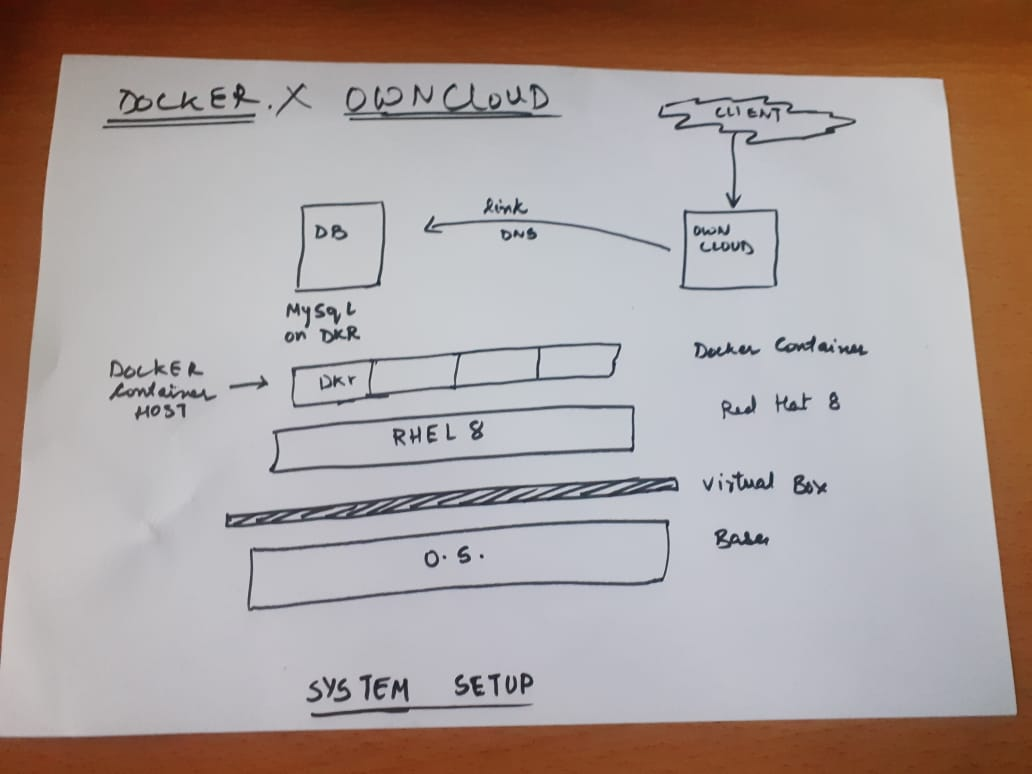 DOCKER. X OWNCLOUD
CLIENT
link
DNS
DB
OWN
CLOUD
MySqL
on DKR
DOCKER
Container
HOST
DKr
Docker Container
RHEL 8
Red Hat 8
Virtual Box
O.S.
Base
SYSTEM SETUP